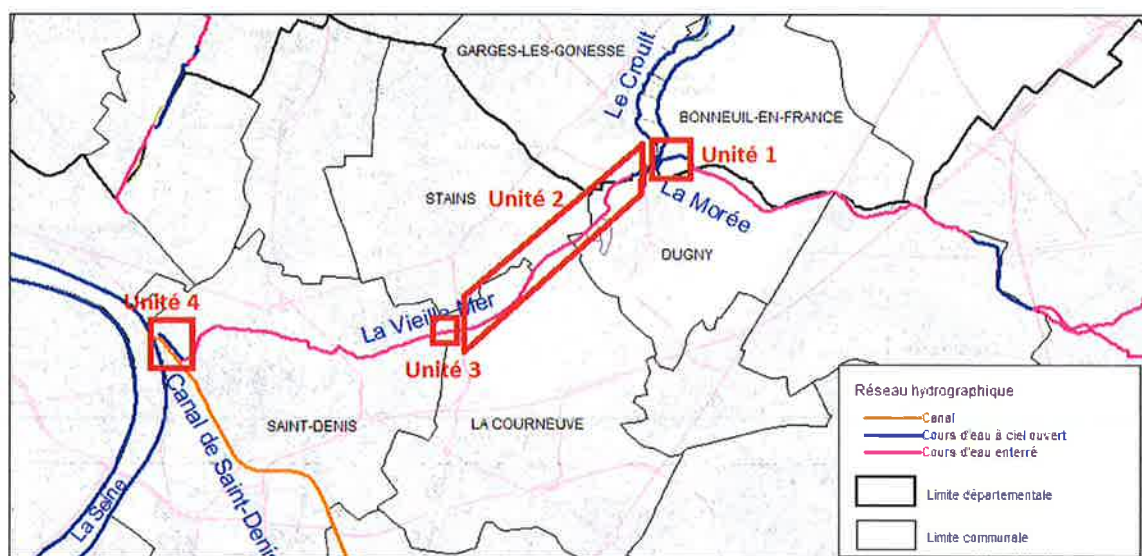 GARGES-LES-GONESSE
Le Croult
BONNEUIL-EN-FRANCE
Unité 1
STAINS
Unité 2
La Morée
DUGNY
Unité 4
La Vieille-Mer
Unité 3
Canal de Saint-Denis
SAINT-DENIS
LA COURNEUVE
La Seine
Réseau hydrographique
Canal
Cours d'eau à ciel ouvert
Cours d'eau enterré
Limite départementale
Limite communale